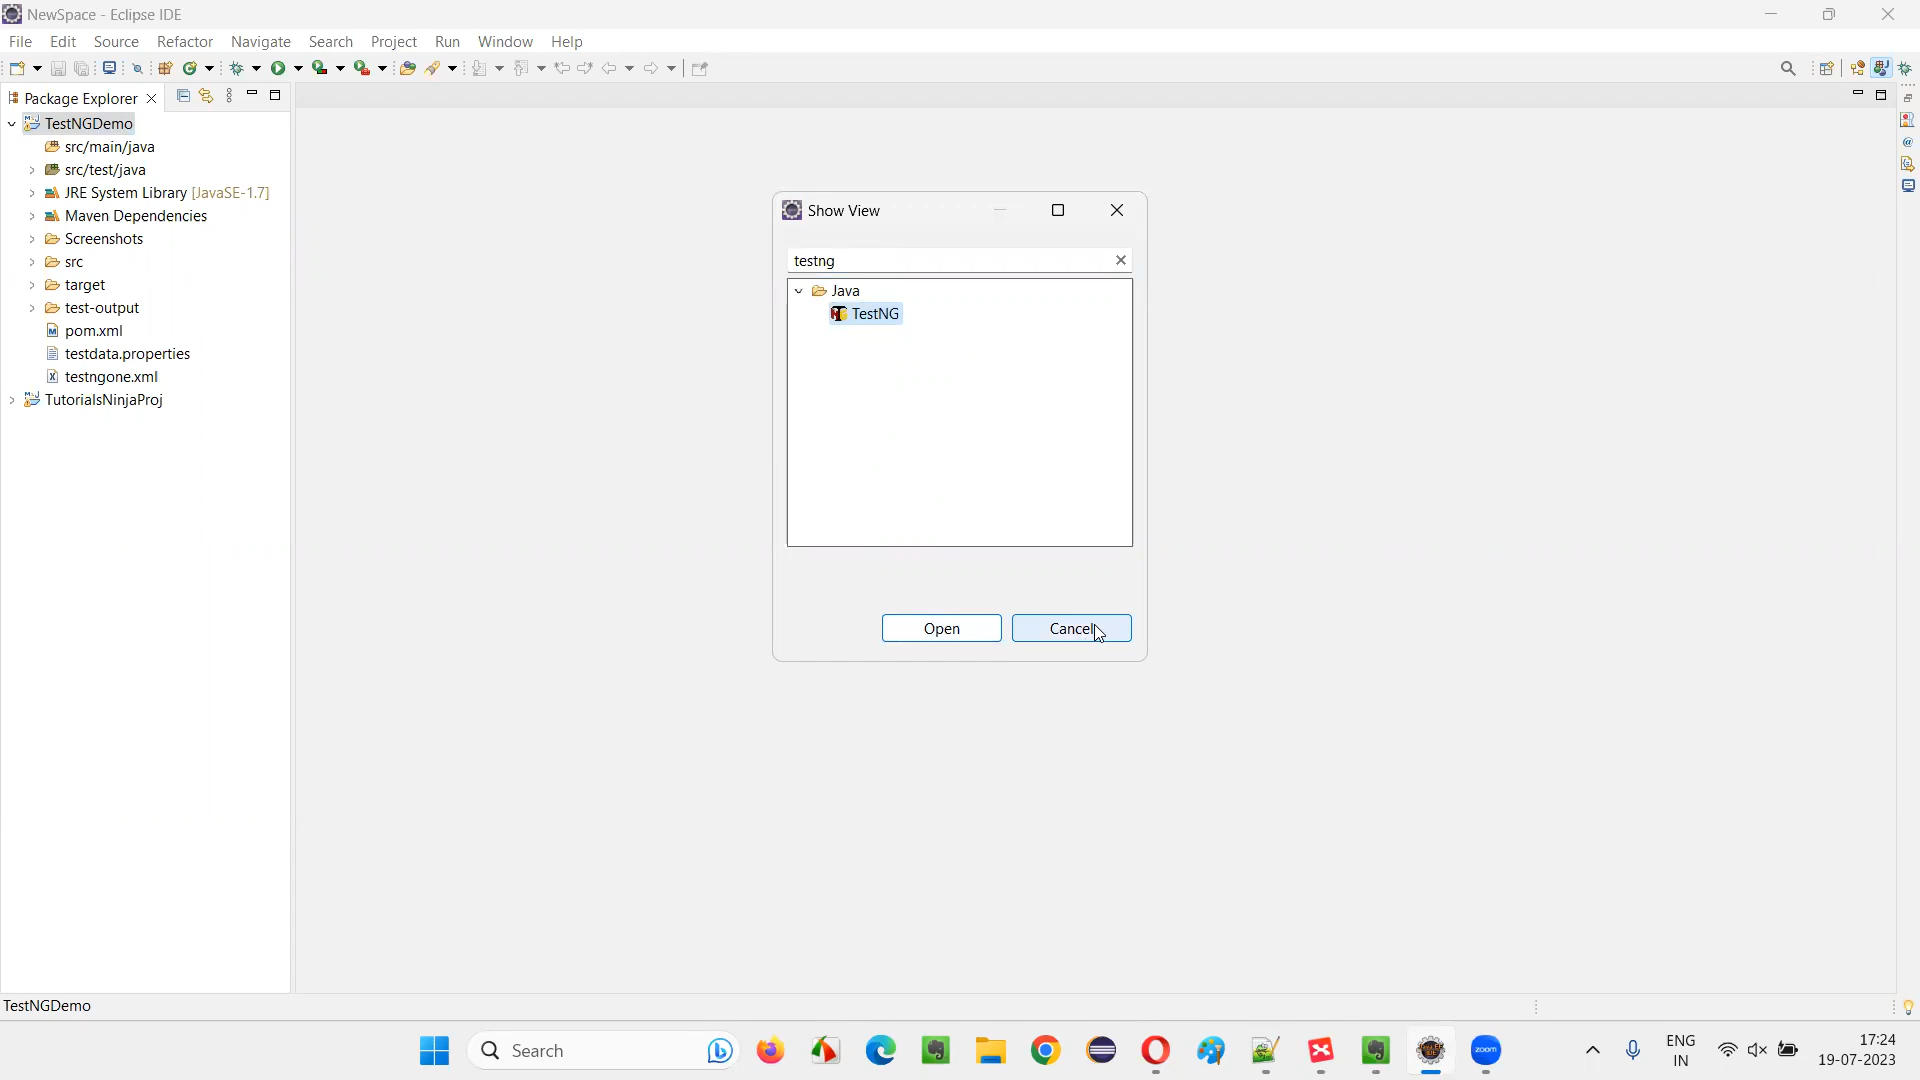 NewSpace - Eclipse IDE
File Edit Source Refactor Navigate Search Project Run Window Help
Package Explorer
TestNGDemo
src/main/java
src/test/java
JRE System Library [JavaSE-1.7]
Maven Dependencies
Screenshots
src
target
test-output
pom.xml
testdata.properties
testngone.xml
TutorialsNinjaProj
Show View
testng
Java
TestNG
Open Cancel
TestNGDemo
Search
zoom
ENG
IN
17:24
19-07-2023